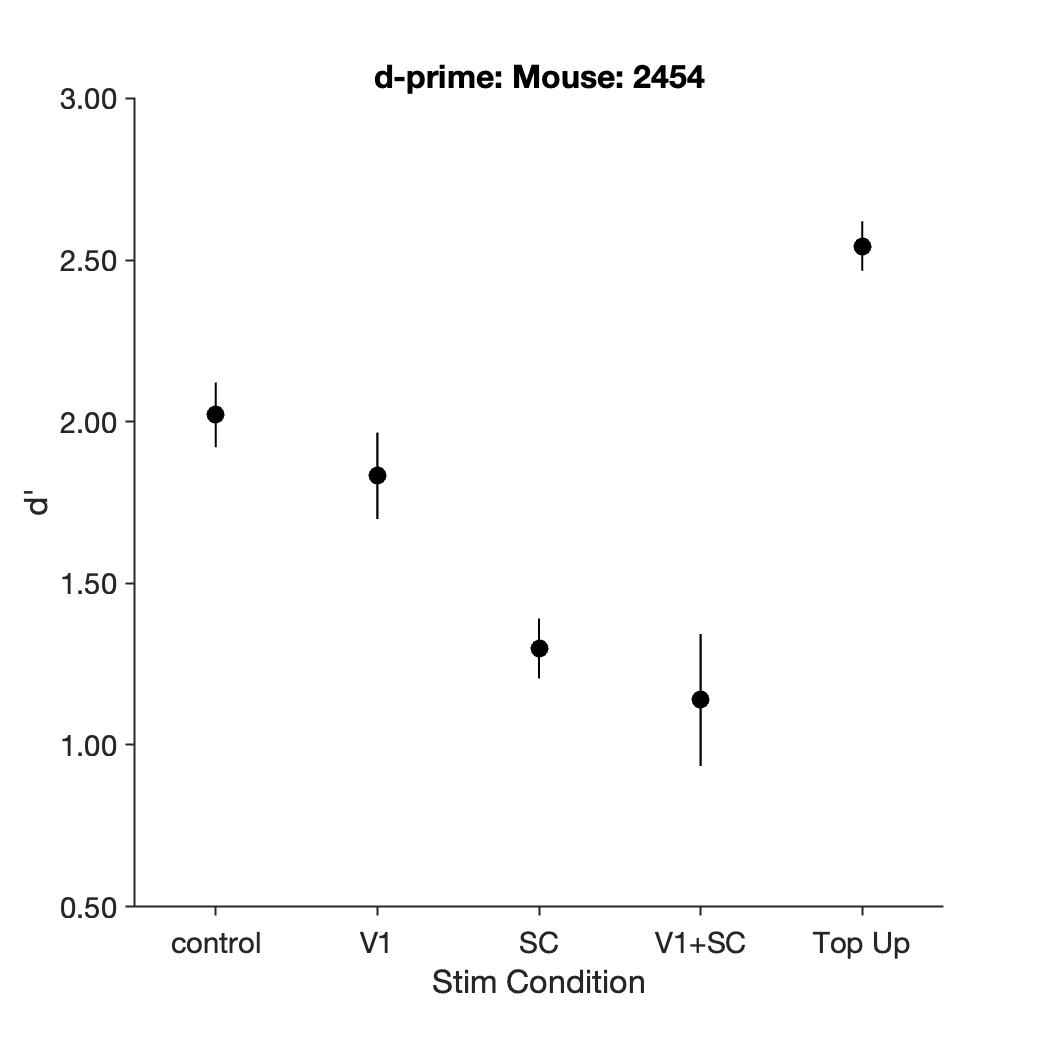 d-prime: Mouse: 2454
3.00
2.50
2.00
1.50
1.00
0.50
d'
control V1 SC V1+SC Top Up
Stim Condition